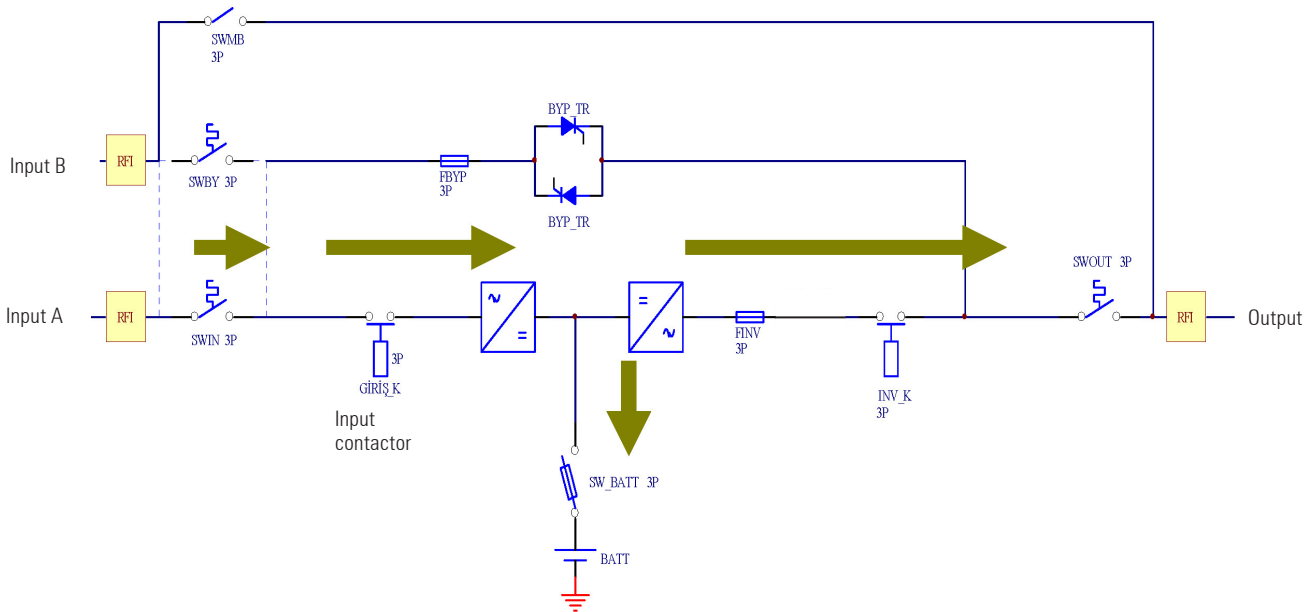 SWMB
3P
BYP_TR
Input B
RFI
SWBY 3P
FBYP
3P
BYP_TR
SWOUT 3P
Input A
RFI
SWIN 3P
3P
GİRİŞ_K
Input
contactor
FINV
3P
INV_K
3P
RFI
Output
SW_BATT 3P
BATT